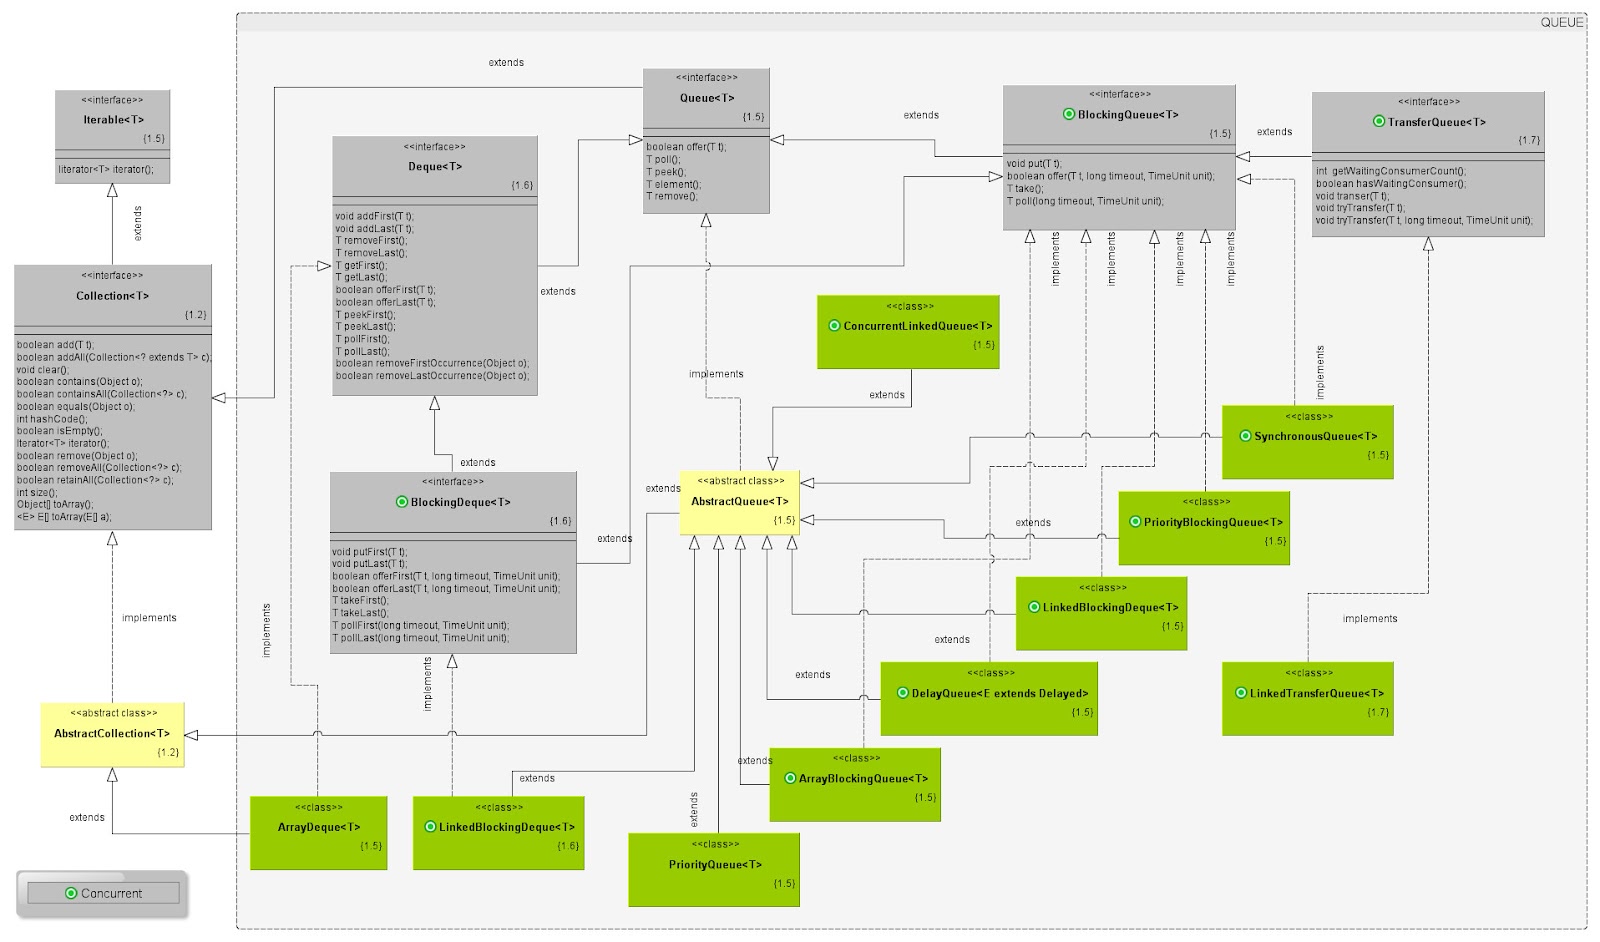 QUEUE
<<interface>>
Iterable<T>
{1.5}
Iiterator<T> iterator();
extends
<<interface>>
Collection<T>
{1.2}
boolean add(T t);
boolean addAll(Collection<? extends T> c);
void clear();
boolean contains(Object o);
boolean containsAll(Collection<?> c);
boolean equals(Object o);
int hashCode();
boolean isEmpty();
Iterator<T> iterator();
boolean remove(Object o);
boolean removeAll(Collection<?> c);
boolean retainAll(Collection<?> c);
int size();
Object[] toArray();
<E> E[] toArray(E[] a);
implements
<<abstract class>>
AbstractCollection<T>
{1.2}
extends
Concurrent
extends
<<interface>>
Queue<T>
{1.5}
boolean offer(T t);
T poll();
T peek();
T element();
T remove();
<<interface>>
Deque<T>
{1.6}
void addFirst(T t);
void addLast(T t);
T removeFirst();
T removeLast();
T getFirst();
T getLast();
boolean offerFirst(T t);
boolean offerLast(T t);
T peekFirst();
T peekLast();
T pollFirst();
T pollLast();
boolean removeFirstOccurrence(Object o);
boolean removeLastOccurrence(Object o);
extends
extends
<<interface>>
BlockingDeque<T>
{1.6}
void putFirst(T t);
void putLast(T t);
boolean offerFirst(T t, long timeout, TimeUnit unit);
boolean offerLast(T t, long timeout, TimeUnit unit);
T takeFirst();
T takeLast();
T pollFirst(long timeout, TimeUnit unit);
T pollLast(long timeout, TimeUnit unit);
extends
implements
implements
<<class>>
ArrayDeque<T>
{1.5}
<<class>>
LinkedBlockingDeque<T>
{1.6}
extends
extends
<<interface>>
BlockingQueue<T>
{1.5}
void put(T t);
boolean offer(T t, long timeout, TimeUnit unit);
T take();
T poll(long timeout, TimeUnit unit);
extends
<<interface>>
TransferQueue<T>
{1.7}
int getWaitingConsumerCount();
boolean hasWaitingConsumer();
void transer(T t);
void tryTransfer(T t);
void tryTransfer(T t, long timeout, TimeUnit unit);
implements
implements
implements
implements
implements
<<class>>
ConcurrentLinkedQueue<T>
{1.5}
implements
extends
<<abstract class>>
AbstractQueue<T>
{1.5}
extends
<<class>>
SynchronousQueue<T>
{1.5}
<<class>>
PriorityBlockingQueue<T>
{1.5}
extends
<<class>>
LinkedBlockingDeque<T>
{1.5}
extends
implements
<<class>>
DelayQueue<E extends Delayed>
{1.5}
extends
<<class>>
LinkedTransferQueue<T>
{1.7}
<<class>>
ArrayBlockingQueue<T>
{1.5}
extends
extends
<<class>>
PriorityQueue<T>
{1.5}